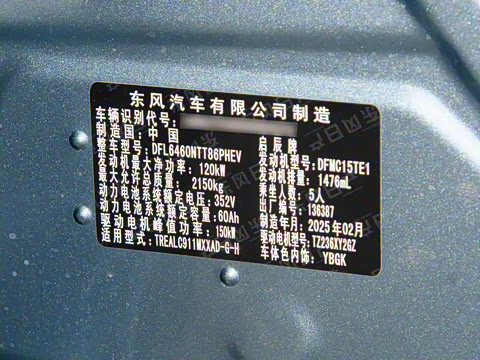 东风汽车有限公司制造
车辆识别代号:
制造国: 中 国
启辰牌
整车型号: DFL6460NTT86PHEV
发动机型号: DFMC15TE1
发动机最大净功率: 120kW
发动机排量: 1476mL
最大允许总质量: 2150kg
乘坐人数: 5人
动力电池系统额定电压: 352V
出厂编号: 136387
动力电池系统额定容量: 60Ah
制造年月: 2025年02月
驱动电机峰值功率: 150kW
驱动电机型号: TZ236XY2GZ
适用型式: TREALC911MXXAD-G-H
车体色内饰: YBGK